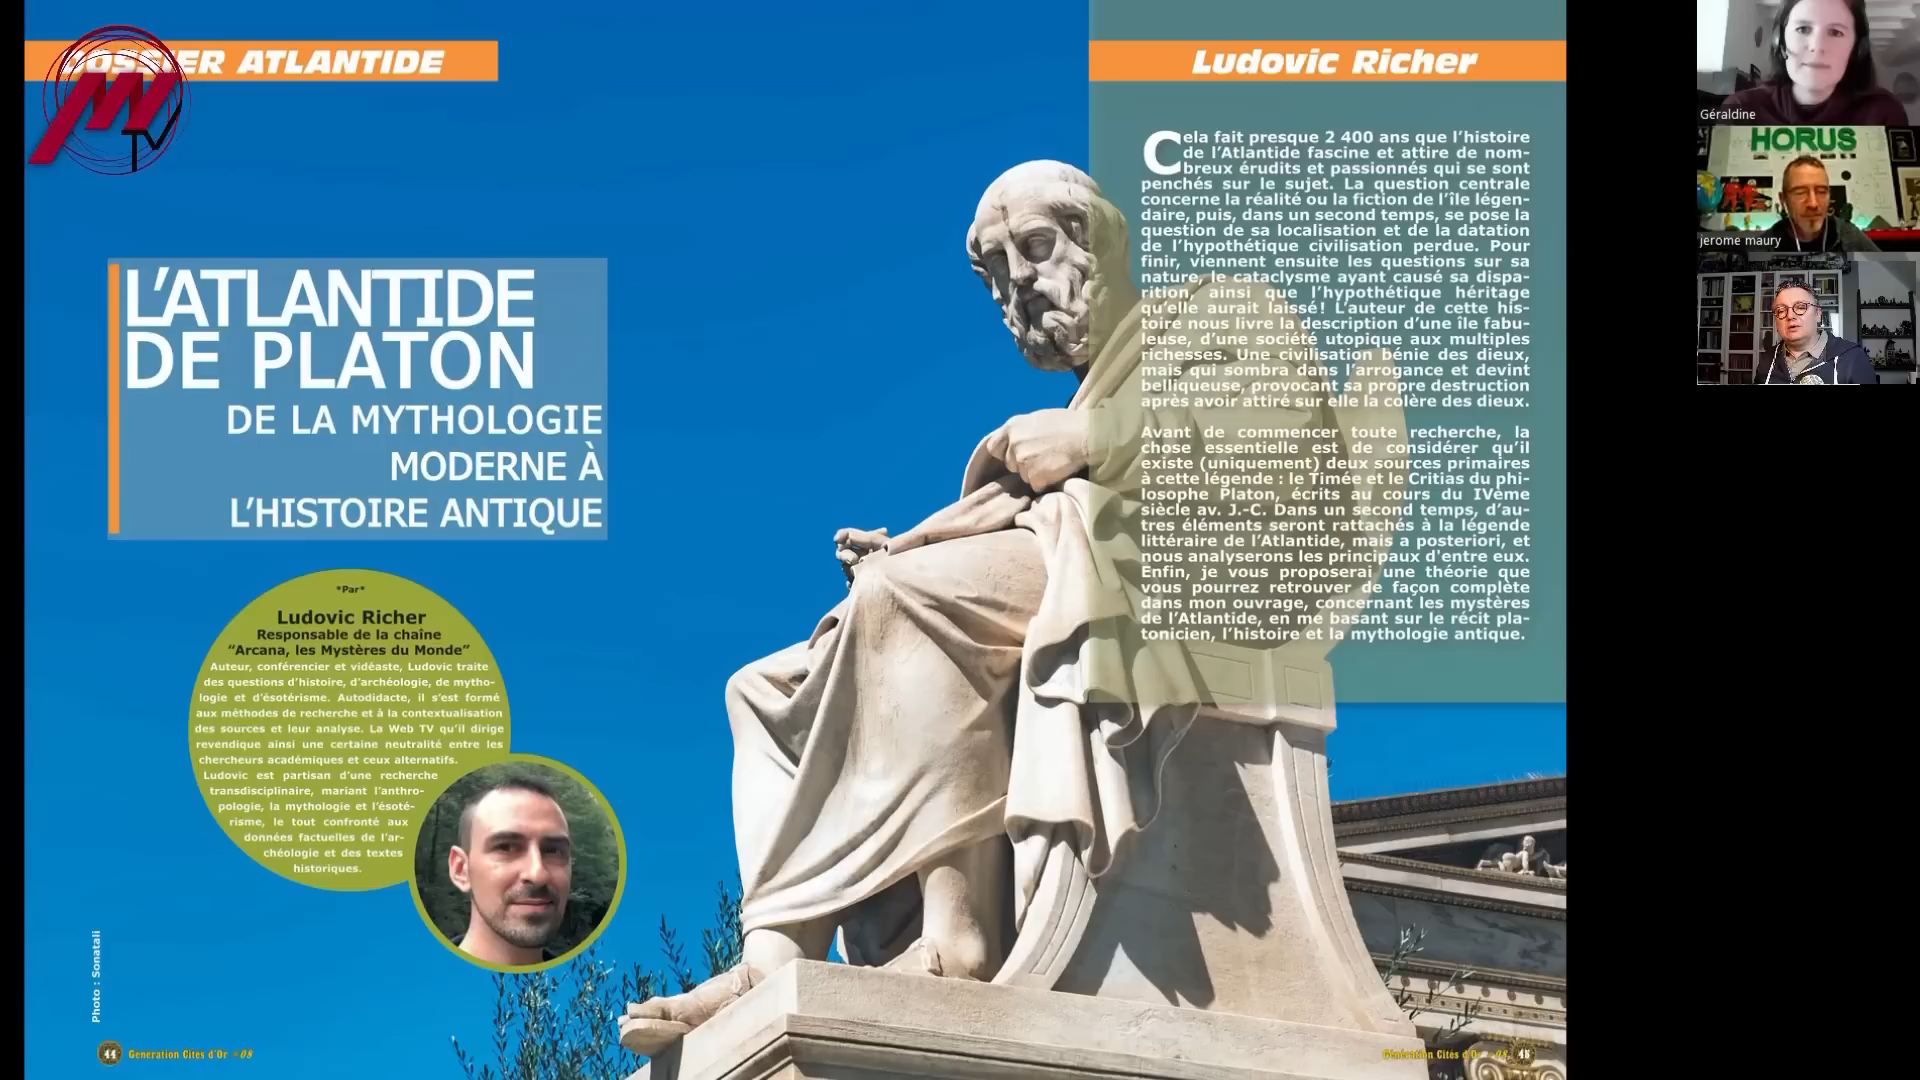 DOSSIER ATLANTIDE
TV
L'ATLANTIDE
DE PLATON
DE LA MYTHOLOGIE
MODERNE À
L'HISTOIRE ANTIQUE
*Par*
Ludovic Richer
Responsable de la chaîne
“Arcana, les Mystères du Monde”
Auteur, conférencier et vidéaste, Ludovic traite
des questions d'histoire, d'archéologie, de mytho-
logie et d'ésotérisme. Autodidacte, il s'est formé
aux méthodes de recherche et à la contextualisation
des sources et leur analyse. La Web TV qu'il dirige
revendique ainsi une certaine neutralité entre les
chercheurs académiques et ceux alternatifs.
Ludovic est partisan d'une recherche
transdisciplinaire, mariant l'anthro-
pologie, la mythologie et l'ésoté-
risme, le tout confronté aux
données factuelles de l'ar-
chéologie et des textes
historiques.
Photo : Sonatali
44 Generation Cites d'Or #08
Ludovic Richer
Cela fait presque 2 400 ans que l'histoire
de l'Atlantide fascine et attire de nom-
breux érudits et passionnés qui se sont
penchés sur le sujet. La question centrale
concerne la réalité ou la fiction de l'île légen-
daire, puis, dans un second temps, se pose la
question de sa localisation et de la datation
de l'hypothétique civilisation perdue. Pour
finir, viennent ensuite les questions sur sa
nature, le cataclysme ayant causé sa dispa-
rition, ainsi que l'hypothétique héritage
qu'elle aurait laissé! L'auteur de cette his-
toire nous livre la description d'une île fabu-
leuse, d'une société utopique aux multiples
richesses. Une civilisation bénie des dieux,
mais qui sombra dans l'arrogance et devint
belliqueuse, provocant sa propre destruction
après avoir attiré sur elle la colère des dieux.
Avant de commencer toute recherche, la
chose essentielle est de considérer qu'il
existe (uniquement) deux sources primaires
à cette légende : le Timée et le Critias du phi-
losophe Platon, écrits au cours du IVème
siècle av. J.-C. Dans un second temps, d'au-
tres éléments seront rattachés à la légende
littéraire de l'Atlantide, mais a posteriori, et
nous analyserons les principaux d'entre eux.
Enfin, je vous proposerai une théorie que
vous pourrez retrouver de façon complète
dans mon ouvrage, concernant les mystères
de l'Atlantide, en me basant sur le récit pla-
tonicien, l'histoire et la mythologie antique.
Génération Cités d'Or #08 45
Géraldine
HORUS
jerome maury